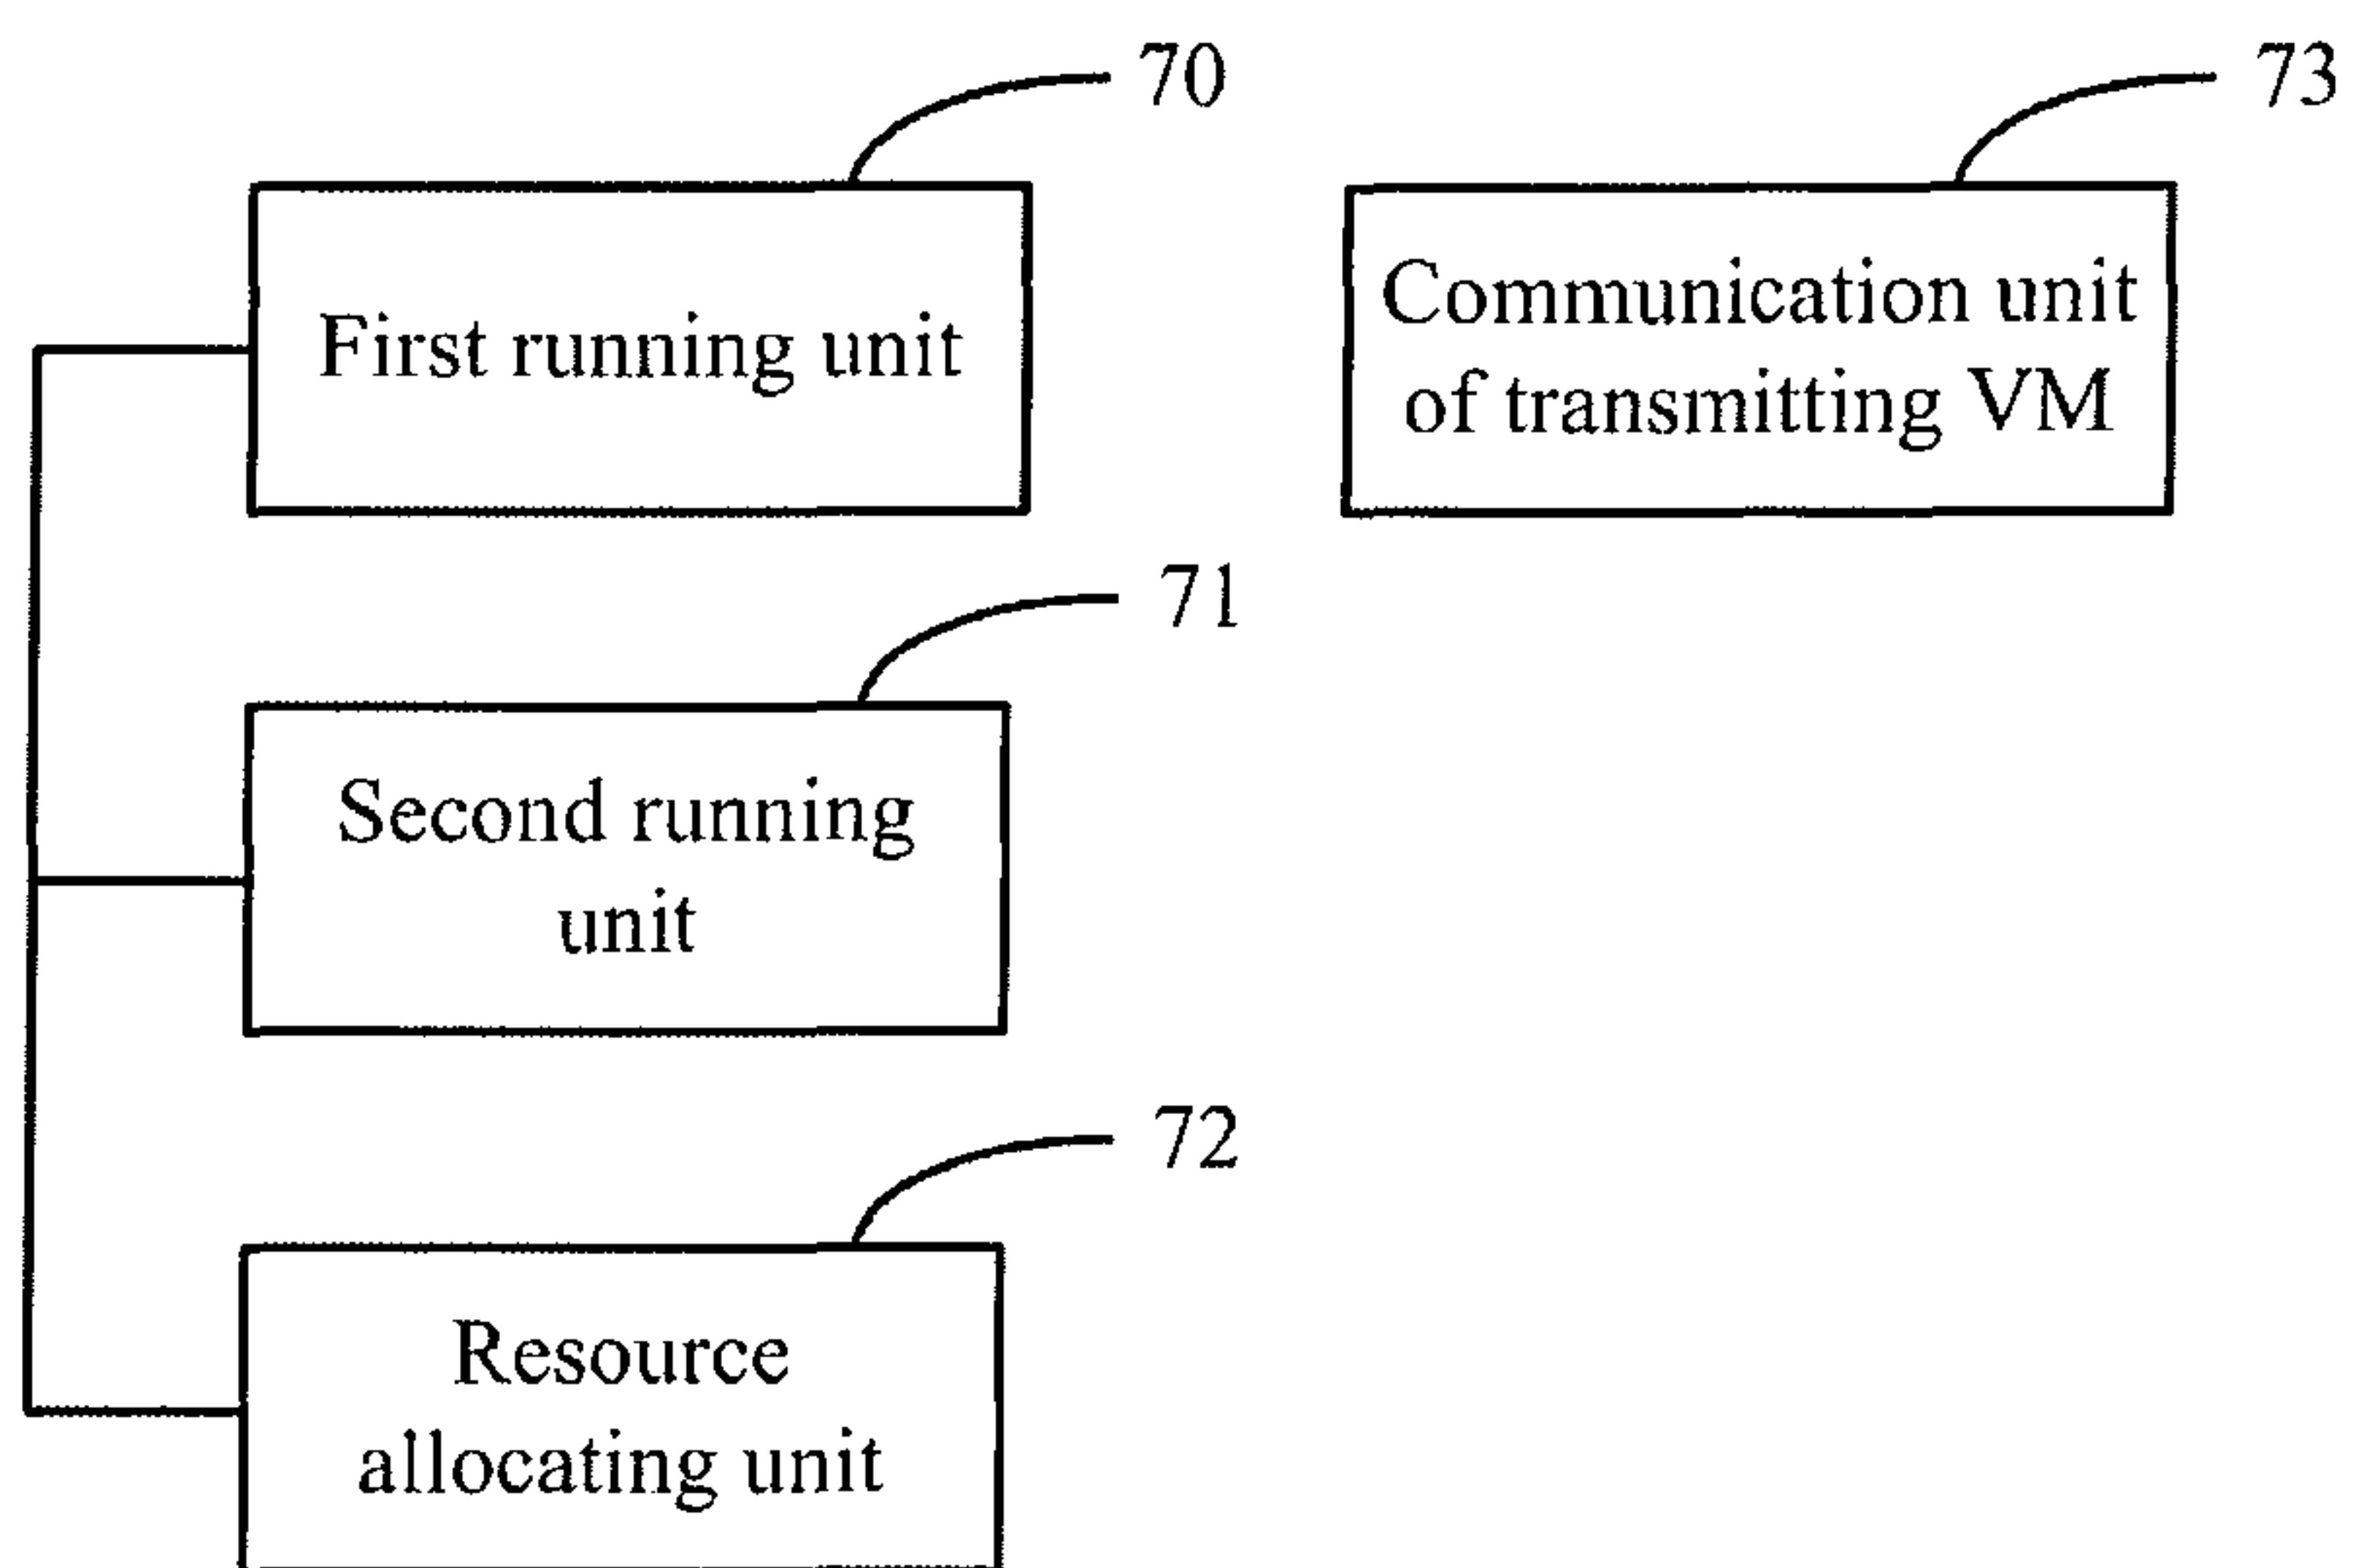 70
73
First running unit
Communication unit
of transmitting VM
71
Second running
unit
72
Resource
allocating unit